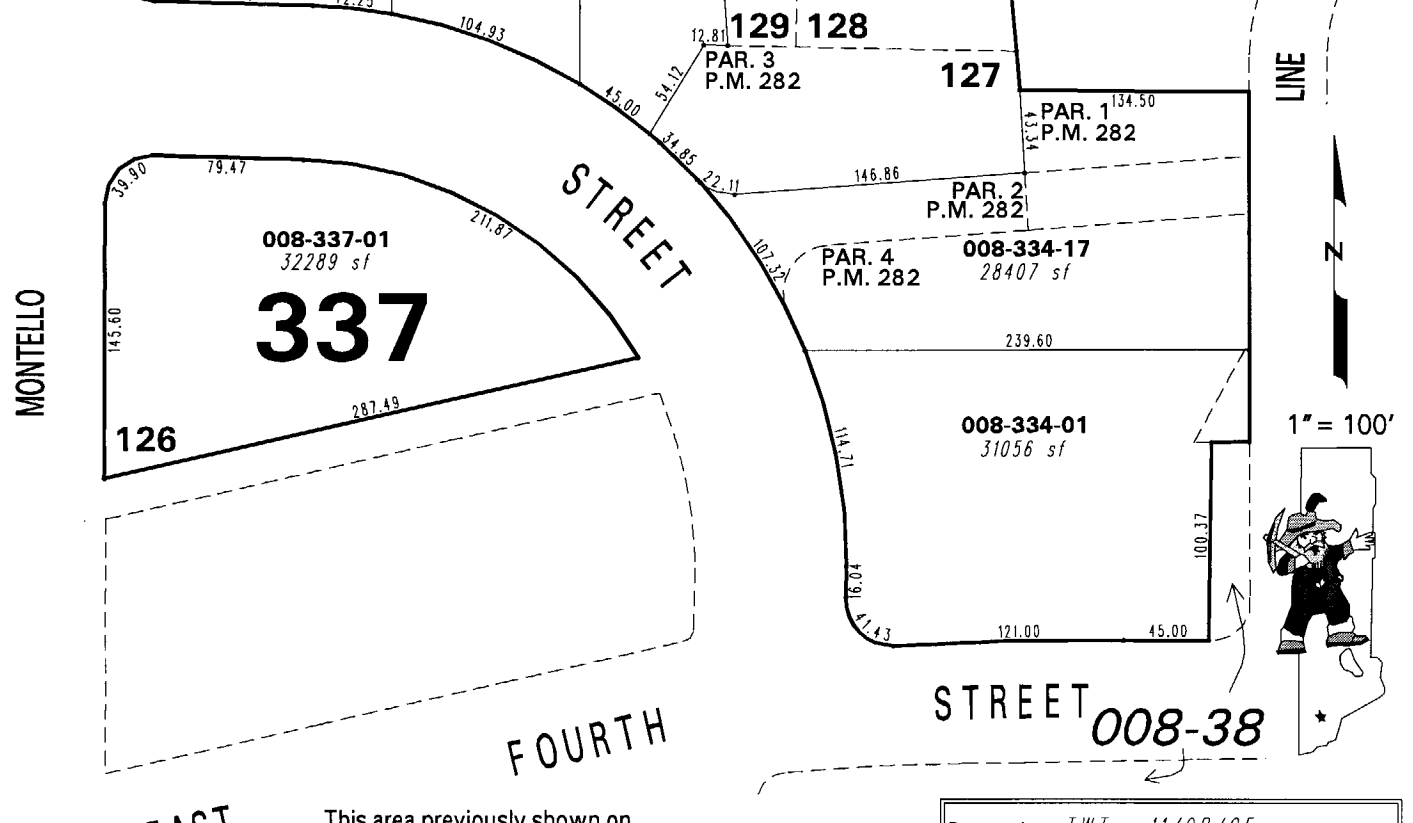 12.25
104.93
12.81
129
128
PAR. 3
P.M. 282
127
LINE
54.12
45.00
PAR. 1
P.M. 282
134.50
43.34
34.85
39.90
79.47
STREET
22.11
146.86
PAR. 2
P.M. 282
211.87
008-337-01
32289 sf
107.32
PAR. 4
P.M. 282
008-334-17
28407 sf
N
337
MONTELLO
145.60
239.60
287.49
126
114.71
008-334-01
31056 sf
1" = 100'
100.37
16.04
41.43
121.00
45.00
STREET
008-38
FOURTH
EAST
This area previously shown on